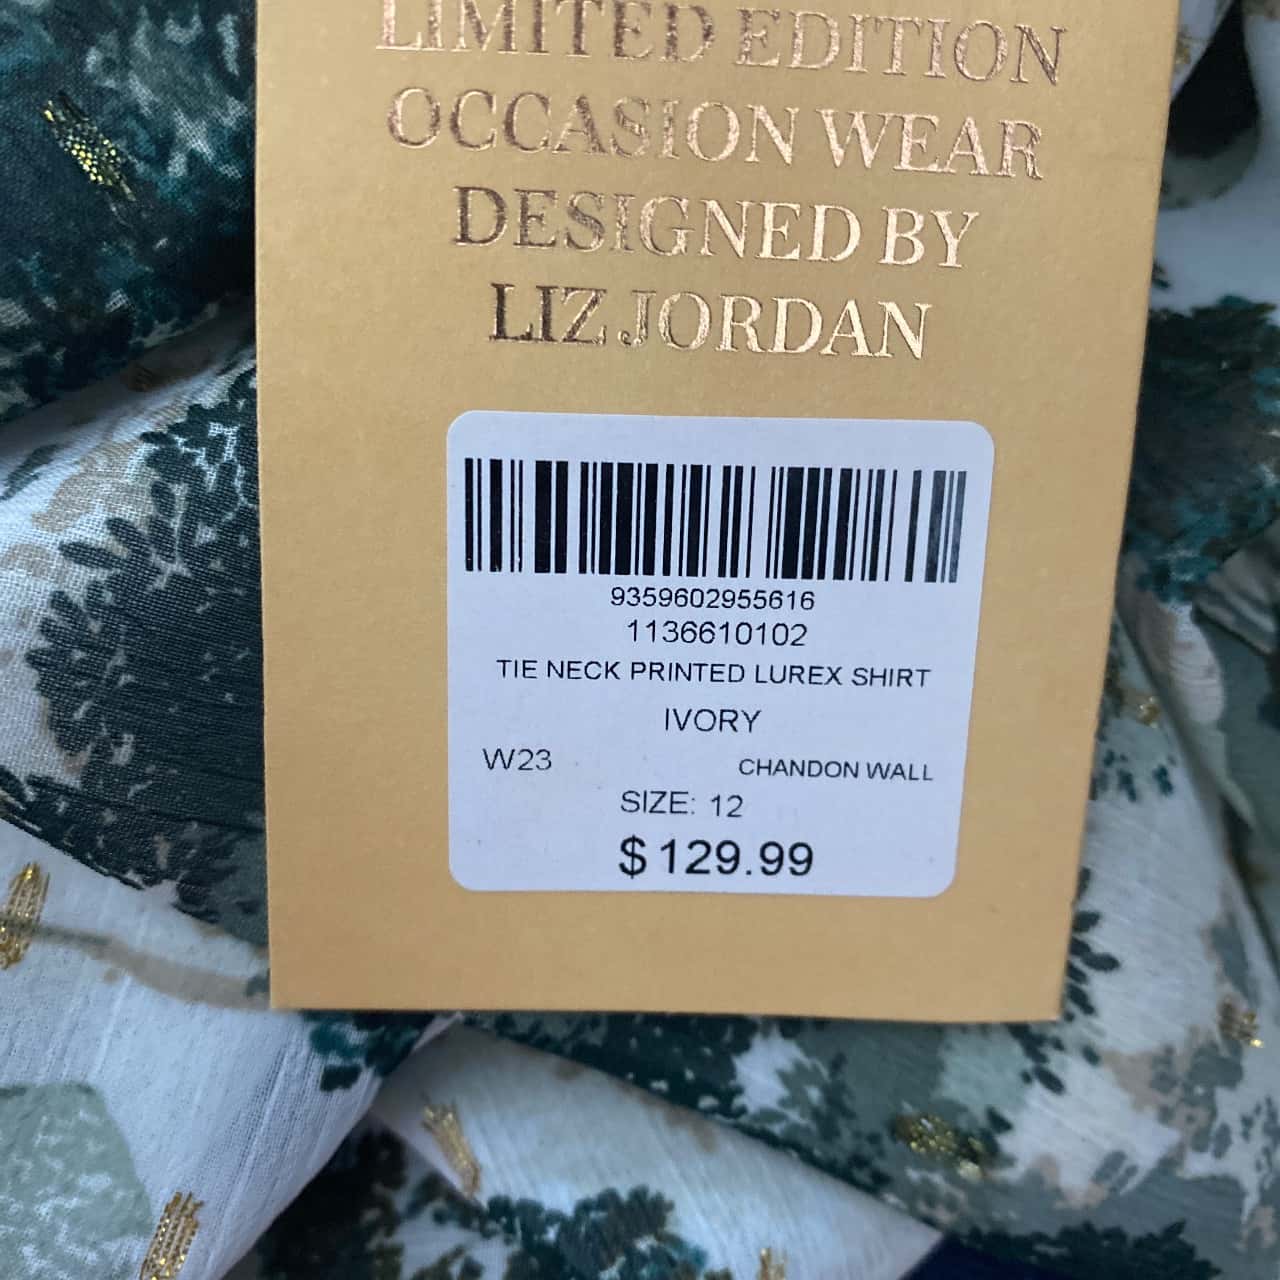 LIMITED EDITION
OCCASION WEAR
DESIGNED BY
LIZ JORDAN
9359602955616
1136610102
TIE NECK PRINTED LUREX SHIRT
IVORY
W23 CHANDON WALL
SIZE: 12
$129.99